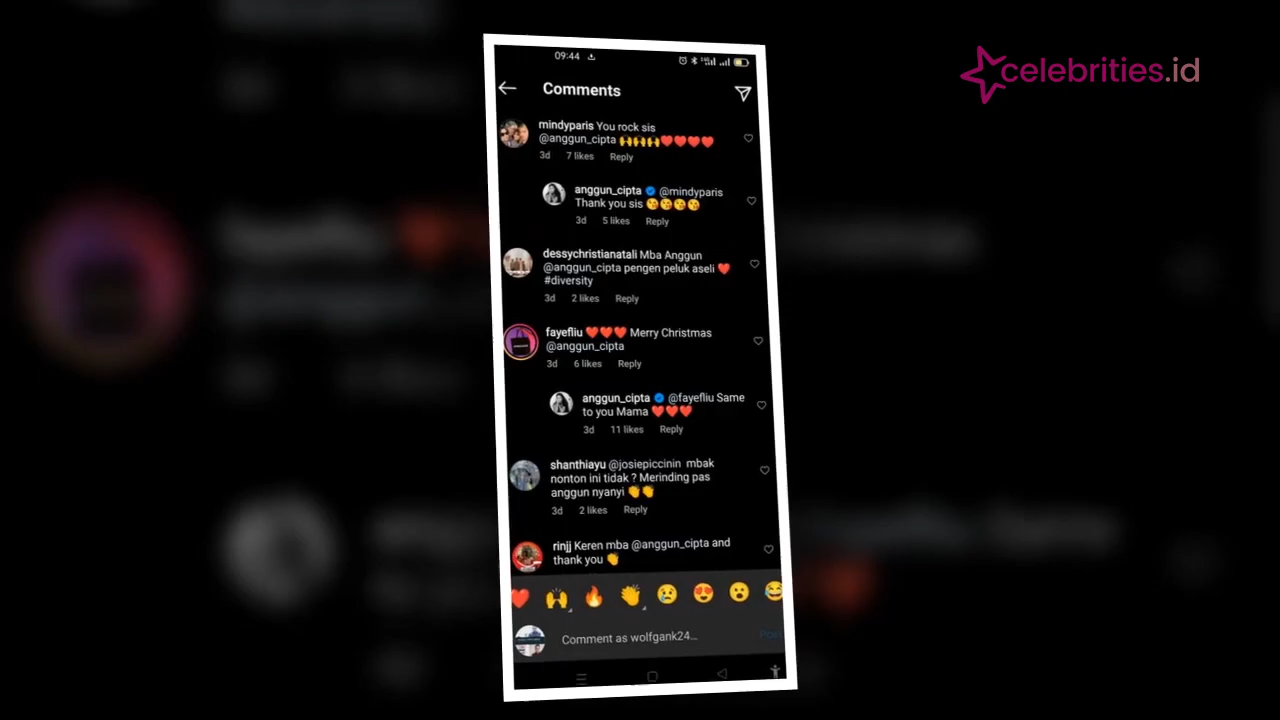 celebrities.id
09:44
Comments
mindyparis You rock sis
@anggun_cipta 🙌🙌🙌❤️❤️❤️❤️
3d 7 likes Reply
anggun_cipta @mindyparis
Thank you sis 😘😘😘😘
3d 5 likes Reply
dessychristianatali Mba Anggun
@anggun_cipta pengen peluk aseli ❤️
#diversity
3d 2 likes Reply
fayefliu ❤️❤️❤️ Merry Christmas
@anggun_cipta
3d 6 likes Reply
anggun_cipta @fayefliu Same
to you Mama ❤️❤️❤️
3d 11 likes Reply
shanthiayu @josiepiccinin mbak
nonton ini tidak ? Merinding pas
anggun nyanyi 👏👏
3d 2 likes Reply
rinjj Keren mba @anggun_cipta and
thank you 👏
❤️ 🙌 🔥 👏 😢 😍 😮 😂
Comment as wolfgank24...